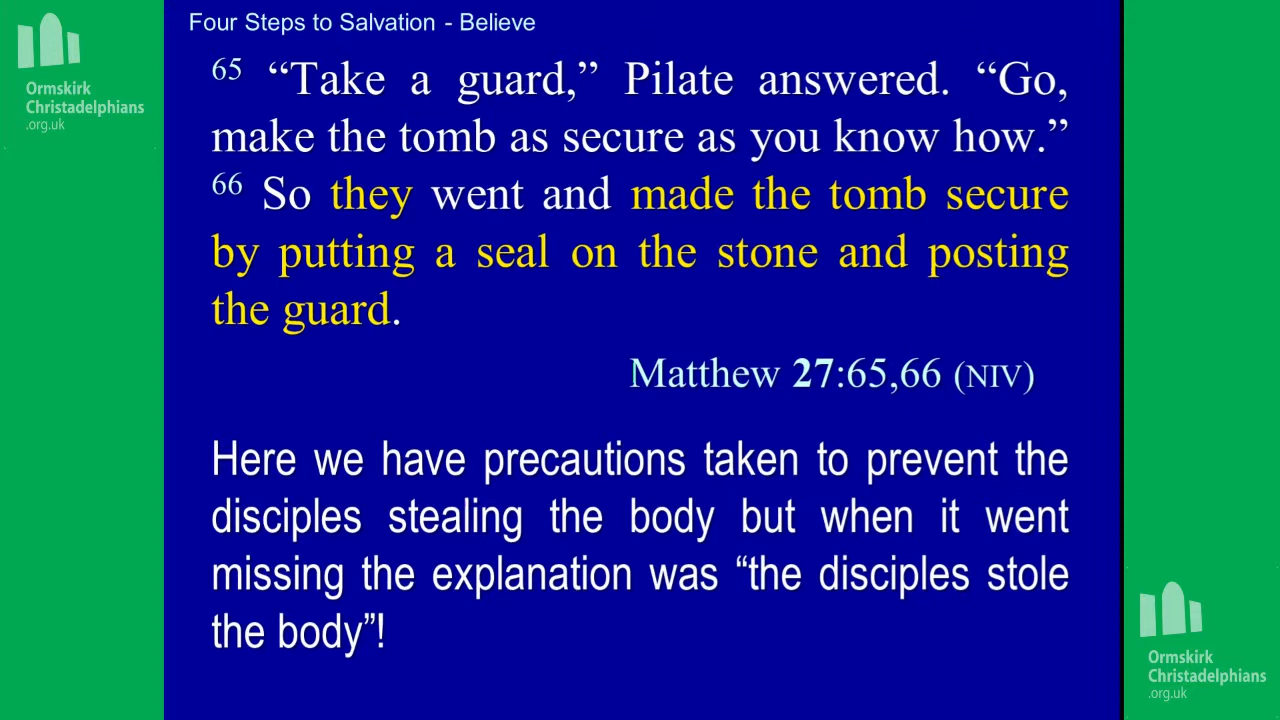 Four Steps to Salvation - Believe
Ormskirk
Christadelphians
.org.uk
65 “Take a guard,” Pilate answered. “Go,
make the tomb as secure as you know how.”
66 So they went and made the tomb secure
by putting a seal on the stone and posting
the guard.
Matthew 27:65,66 (NIV)
Here we have precautions taken to prevent the
disciples stealing the body but when it went
missing the explanation was “the disciples stole
the body”!
Ormskirk
Christadelphians
.org.uk